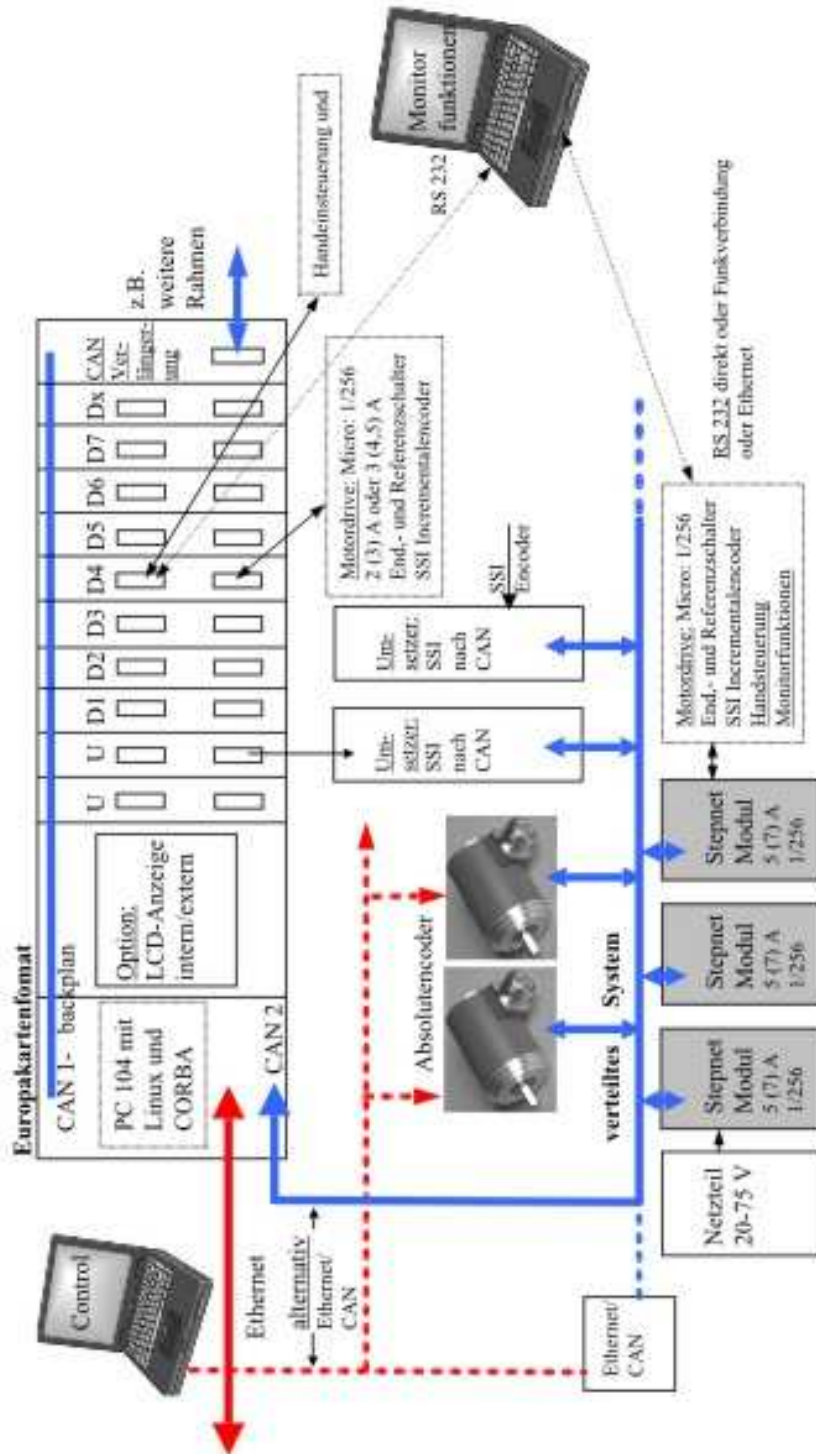 Europakartenfomat
CAN 1- backplan
PC 104 mit
Linux und
CORBA
Option:
LCD-Anzeige
intern/extern
U
U
D1
D2
D3
D4
D5
D6
D7
Dx
CAN
Ver-
länger-
ung
z.B.
weitere
Rahmen
CAN 2
Control
Ethernet
alternativ
Ethernet/
CAN
Absolutencoder
Um-
setzer:
SSI
nach
CAN
Um-
setzer:
SSI
nach
CAN
SSI
Encoder
Motordrive: Micro: 1/256
2 (3) A oder 3 (4,5) A
End,- und Referenzschalter
SSI Incrementalencoder
Handeinsteuerung und
RS 232
Monitor
funktionen
verteiltes System
Ethernet/
CAN
Netzteil
20-75 V
Stepnet
Modul
5 (7) A
1/256
Stepnet
Modul
5 (7) A
1/256
Stepnet
Modul
5 (7) A
1/256
Motordrive: Micro: 1/256
End,- und Referenzschalter
SSI Incrementalencoder
Handsteuerung
Monitorfunktionen
RS 232 direkt oder Funkverbindung
oder Ethernet